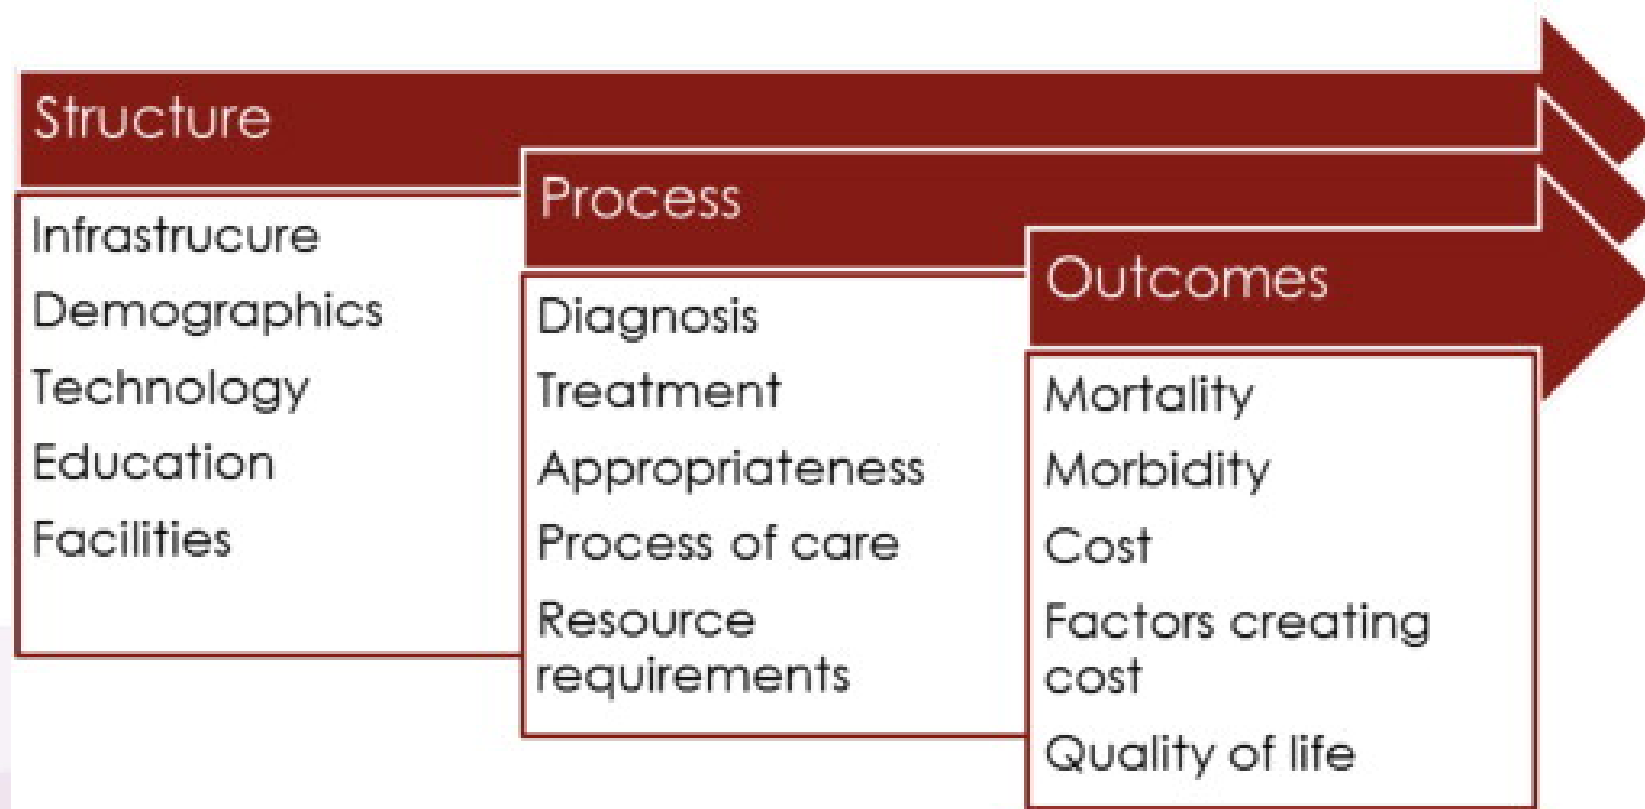 Structure
Infrastrucure
Demographics
Technology
Education
Facilities
Process
Diagnosis
Treatment
Appropriateness
Process of care
Resource
requirements
Outcomes
Mortality
Morbidity
Cost
Factors creating
cost
Quality of life